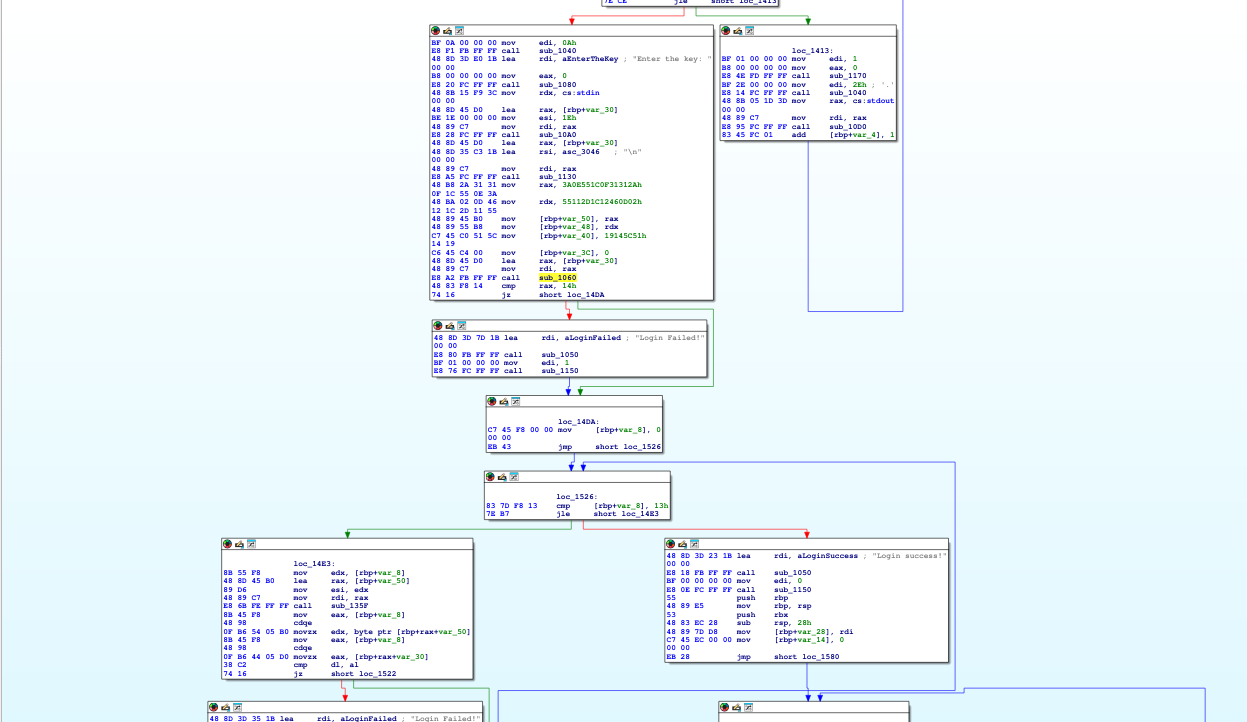 7E CE jle short loc_1413
BF 0A 00 00 00 mov edi, 0Ah
E8 F1 FB FF FF call sub_1040
48 8D 3D E0 1B lea rdi, aEnterTheKey ; "Enter the key: "
00 00
B8 00 00 00 00 mov eax, 0
E8 20 FC FF FF call sub_1080
48 8B 15 F9 3C mov rdx, cs:stdin
00 00
48 8D 45 D0 lea rax, [rbp+var_30]
BE 1E 00 00 00 mov esi, 1Eh
48 89 C7 mov rdi, rax
E8 28 FC FF FF call sub_10A0
48 8D 45 D0 lea rax, [rbp+var_30]
48 8D 35 C3 1B lea rsi, asc_3046 ; "\n"
00 00
48 89 C7 mov rdi, rax
E8 A5 FC FF FF call sub_1130
48 B8 2A 31 31 mov rax, 3A0E551C0F31312Ah
0F 1C 55 0E 3A
48 BA 02 0D 46 mov rdx, 55112D1C12460D02h
12 1C 2D 11 55
48 89 45 B0 mov [rbp+var_50], rax
48 89 55 B8 mov [rbp+var_48], rdx
C7 45 C0 51 5C mov [rbp+var_40], 19145C51h
14 19
C6 45 C4 00 mov [rbp+var_3C], 0
48 8D 45 D0 lea rax, [rbp+var_30]
48 89 C7 mov rdi, rax
E8 A2 FB FF FF call sub_1060
48 83 F8 14 cmp rax, 14h
74 16 jz short loc_14DA
loc_1413:
BF 01 00 00 00 mov edi, 1
B8 00 00 00 00 mov eax, 0
E8 4E FD FF FF call sub_1170
BF 2E 00 00 00 mov edi, 2Eh ; '.'
E8 14 FC FF FF call sub_1040
48 8B 05 1D 3D mov rax, cs:stdout
00 00
48 89 C7 mov rdi, rax
E8 95 FC FF FF call sub_10D0
83 45 FC 01 add [rbp+var_4], 1
48 8D 3D 7D 1B lea rdi, aLoginFailed ; "Login Failed!"
00 00
E8 80 FB FF FF call sub_1050
BF 01 00 00 00 mov edi, 1
E8 76 FC FF FF call sub_1150
loc_14DA:
C7 45 F8 00 00 mov [rbp+var_8], 0
00 00
EB 43 jmp short loc_1526
loc_1526:
83 7D F8 13 cmp [rbp+var_8], 13h
7E B7 jle short loc_14E3
loc_14E3:
8B 55 F8 mov edx, [rbp+var_8]
48 8D 45 B0 lea rax, [rbp+var_50]
89 D6 mov esi, edx
48 89 C7 mov rdi, rax
E8 6B FE FF FF call sub_135F
8B 45 F8 mov eax, [rbp+var_8]
48 98 cdqe
0F B6 54 05 B0 movzx edx, byte ptr [rbp+rax+var_50]
8B 45 F8 mov eax, [rbp+var_8]
48 98 cdqe
0F B6 44 05 D0 movzx eax, [rbp+rax+var_30]
38 C2 cmp dl, al
74 16 jz short loc_1522
48 8D 3D 23 1B lea rdi, aLoginSuccess ; "Login success!"
00 00
E8 18 FB FF FF call sub_1050
BF 00 00 00 00 mov edi, 0
E8 0E FC FF FF call sub_1150
55 push rbp
48 89 E5 mov rbp, rsp
53 push rbx
48 83 EC 28 sub rsp, 28h
48 89 7D D8 mov [rbp+var_28], rdi
C7 45 EC 00 00 mov [rbp+var_14], 0
00 00
EB 28 jmp short loc_1580
48 8D 3D 35 1B lea rdi, aLoginFailed ; "Login Failed!"